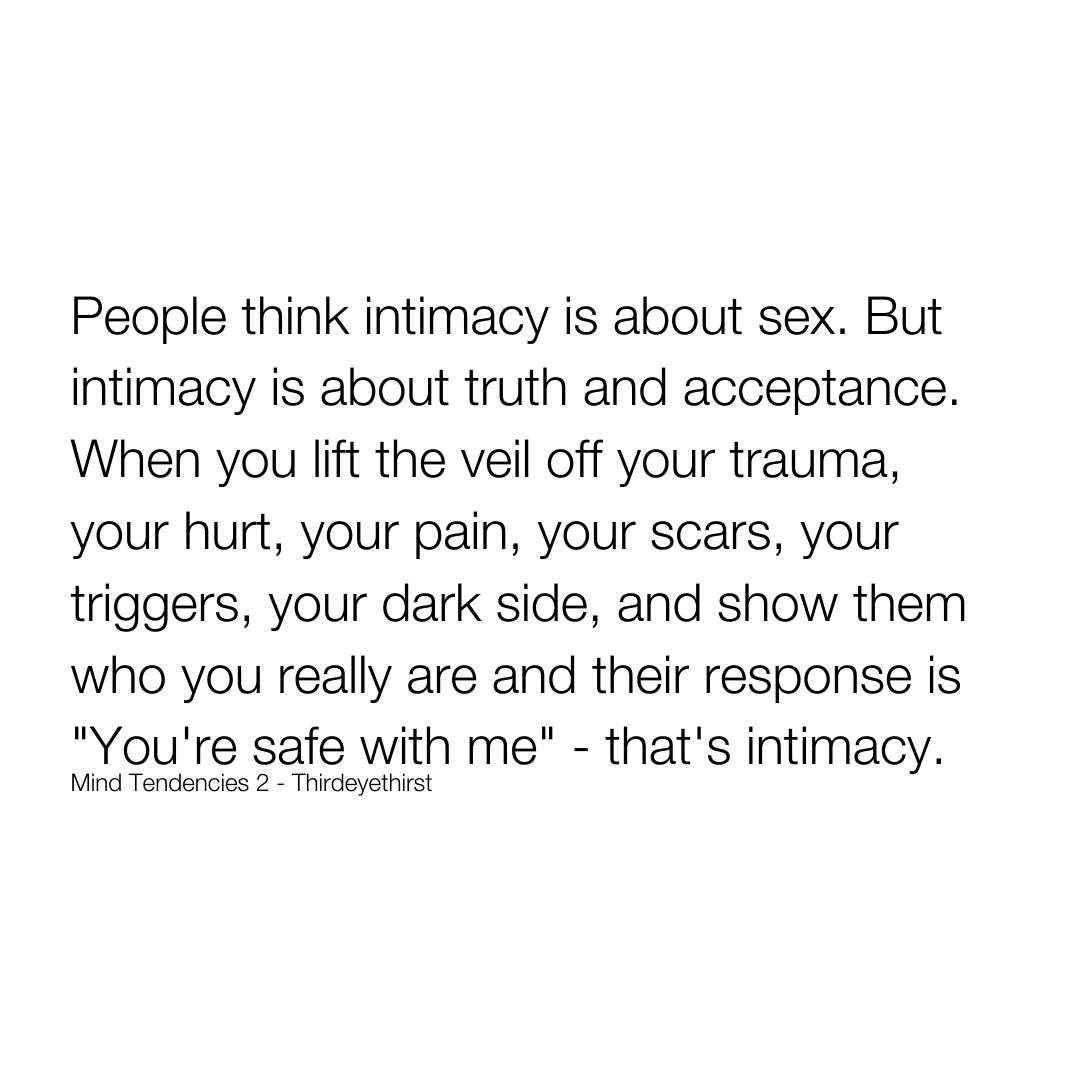 People think intimacy is about sex. But
intimacy is about truth and acceptance.
When you lift the veil off your trauma,
your hurt, your pain, your scars, your
triggers, your dark side, and show them
who you really are and their response is
"You're safe with me" - that's intimacy.
Mind Tendencies 2 - Thirdeyethirst